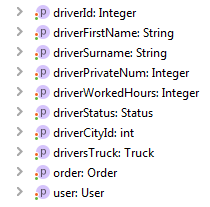 driverId: Integer
driverFirstName: String
driverSurname: String
driverPrivateNum: Integer
driverWorkedHours: Integer
driverStatus: Status
driverCityId: int
driversTruck: Truck
order: Order
user: User